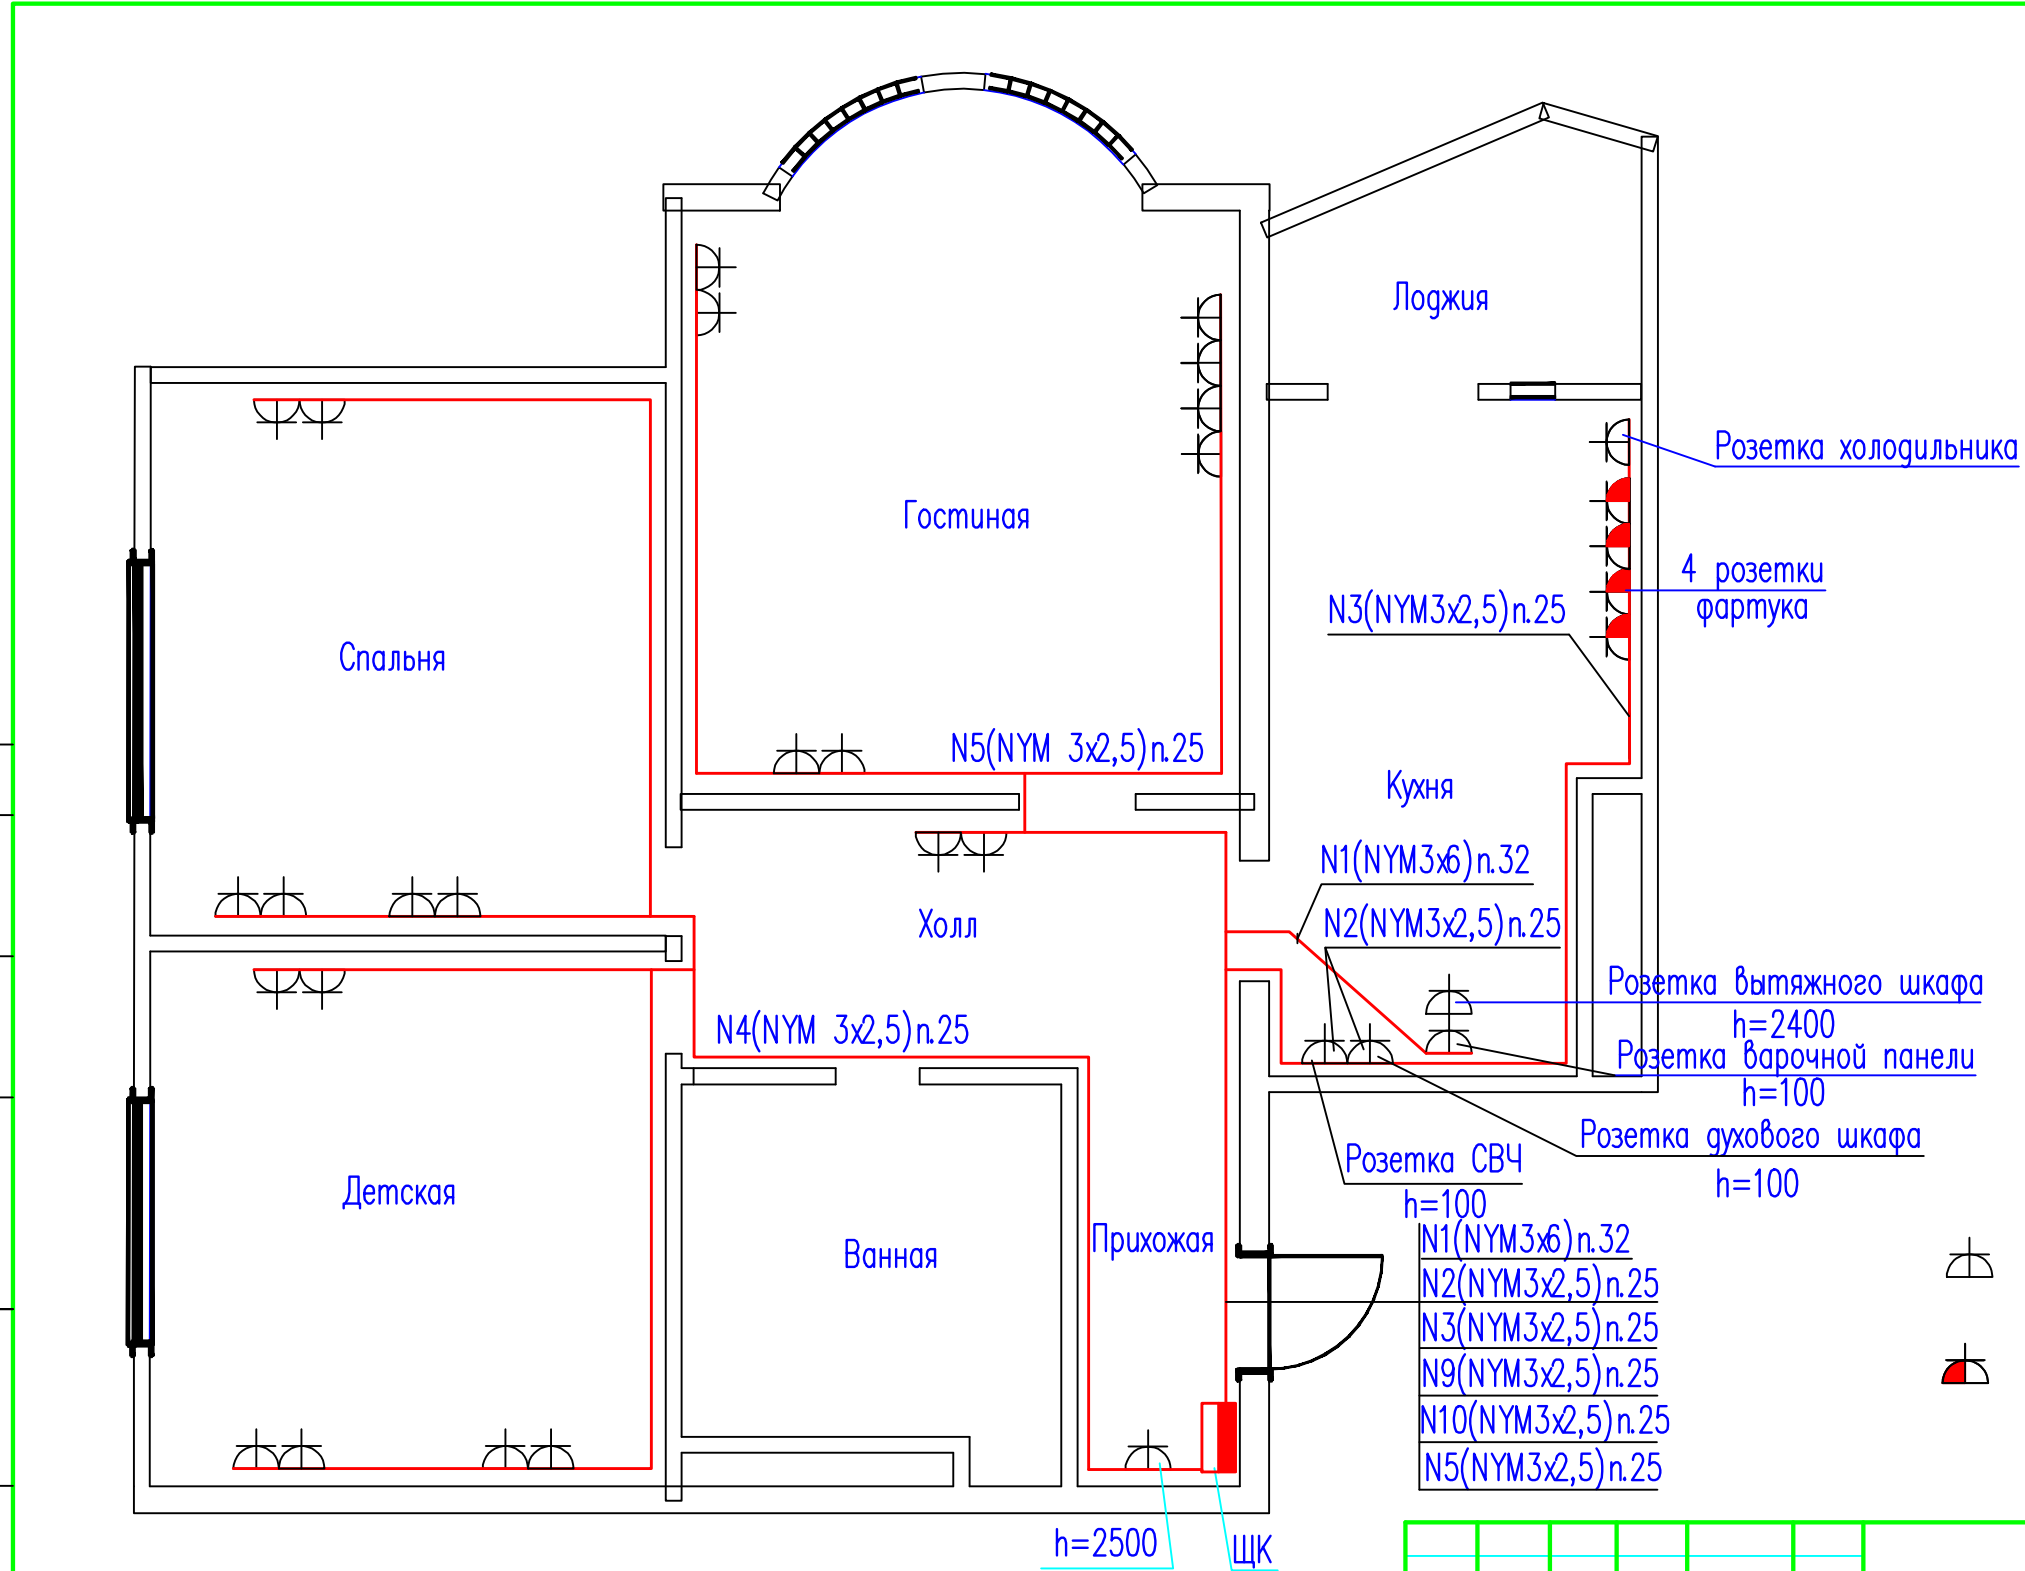 Лоджия
Розетка холодильника
Гостиная
4 розетки
фартука
N3(NYM3x2,5)п.25
Спальня
N5(NYM 3x2,5)п.25
Кухня
N1(NYM3x6)п.32
Холл
N2(NYM3x2,5)п.25
Розетка вытяжного шкафа
h=2400
N4(NYM 3x2,5)п.25
Розетка варочной панели
h=100
Розетка духового шкафа
h=100
Розетка СВЧ
h=100
Детская
Ванная
Прихожая
N1(NYM3x6)п.32
N2(NYM3x2,5)п.25
N3(NYM3x2,5)п.25
N9(NYM3x2,5)п.25
N10(NYM3x2,5)п.25
N5(NYM3x2,5)п.25
h=2500
ЩК